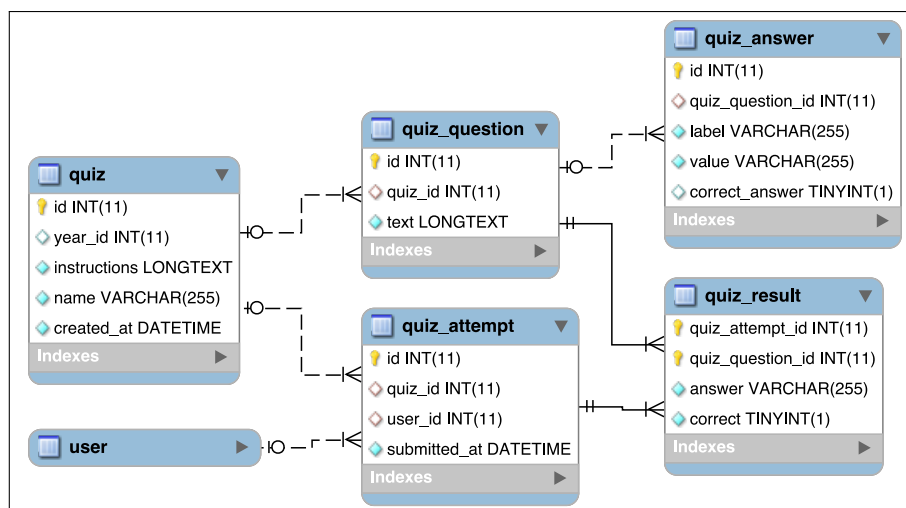 quiz
id INT(11)
year_id INT(11)
instructions LONGTEXT
name VARCHAR(255)
created_at DATETIME
Indexes
user
quiz_question
id INT(11)
quiz_id INT(11)
text LONGTEXT
Indexes
quiz_attempt
id INT(11)
quiz_id INT(11)
user_id INT(11)
submitted_at DATETIME
Indexes
quiz_answer
id INT(11)
quiz_question_id INT(11)
label VARCHAR(255)
value VARCHAR(255)
correct_answer TINYINT(1)
Indexes
quiz_result
quiz_attempt_id INT(11)
quiz_question_id INT(11)
answer VARCHAR(255)
correct TINYINT(1)
Indexes